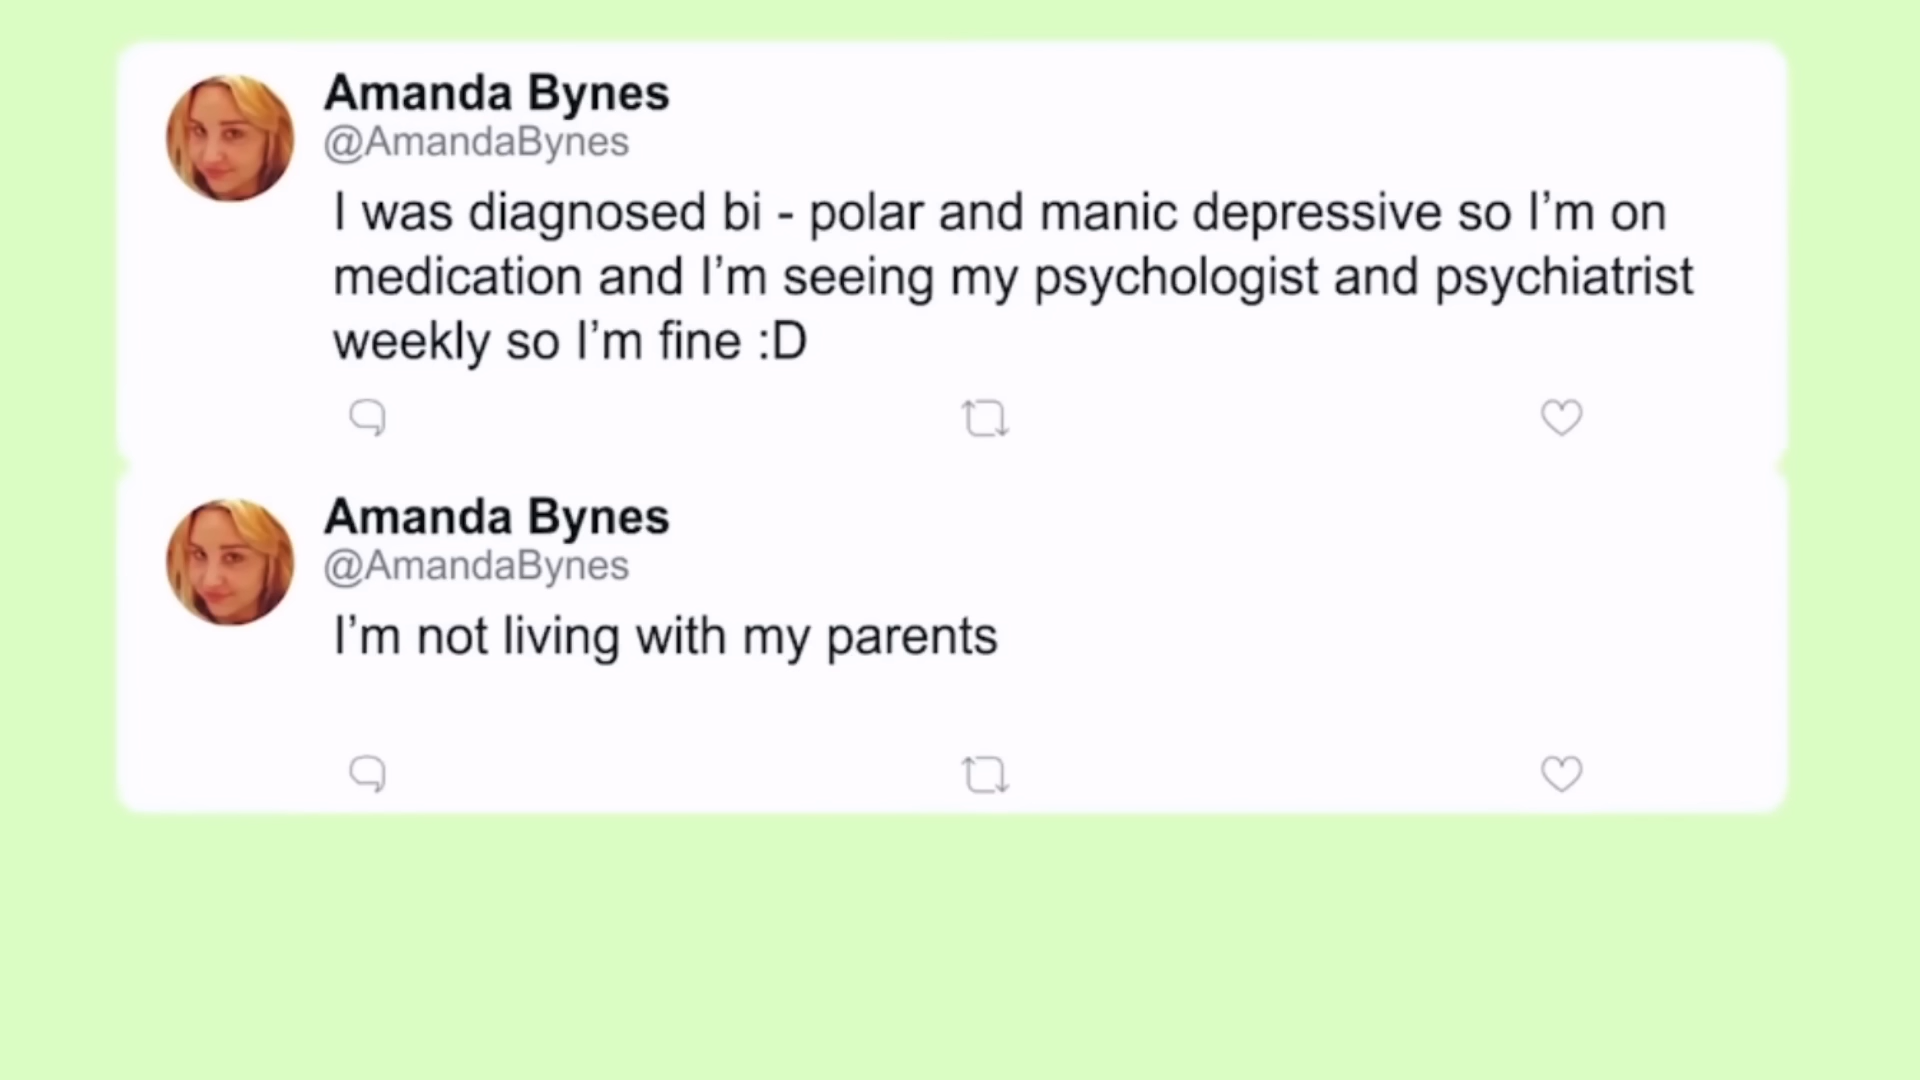 Amanda Bynes
@AmandaBynes
I was diagnosed bi - polar and manic depressive so I’m on
medication and I’m seeing my psychologist and psychiatrist
weekly so I’m fine :D
Amanda Bynes
@AmandaBynes
I’m not living with my parents